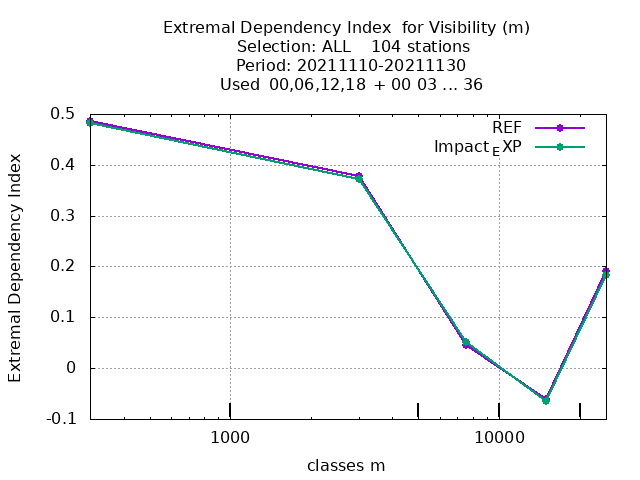 Extremal Dependency Index  for Visibility (m)
Selection: ALL    104 stations
Period: 20211110-20211130
Used  00,06,12,18  + 00 03 ... 36
REF
Impact_EXP
0.5
0.4
0.3
0.2
0.1
0
-0.1
Extremal Dependency Index
1000
10000
classes m